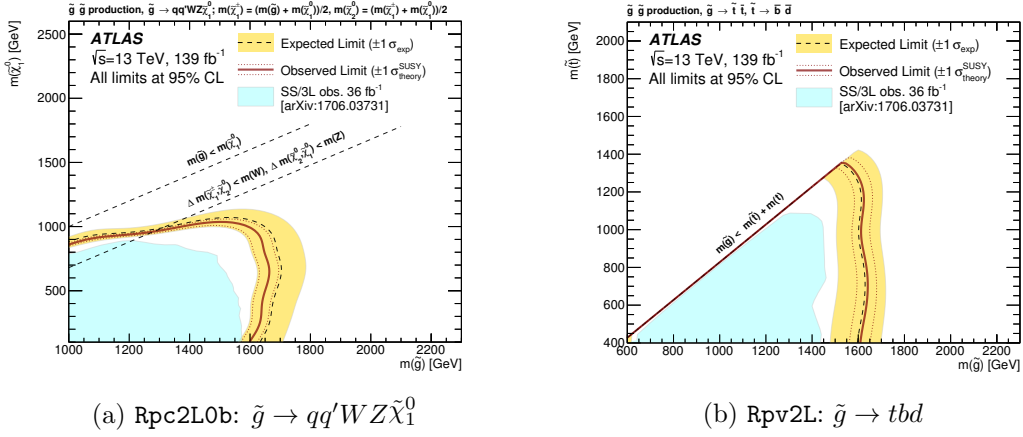 g̃ g̃ production, g̃ → qq'WZχ̃₁⁰; m(χ̃₁±) = (m(g̃) + m(χ̃₁⁰))/2, m(χ̃₂⁰) = (m(χ̃₁±) + m(χ̃₁⁰))/2
m(χ̃₁⁰) [GeV]
2500
2000
1500
1000
500
ATLAS
√s=13 TeV, 139 fb⁻¹
All limits at 95% CL
Expected Limit (±1 σ_exp)
Observed Limit (±1 σ_theory^SUSY)
SS/3L obs. 36 fb⁻¹
[arXiv:1706.03731]
m(g̃) < m(χ̃₁⁰)
Δ m(χ̃₁±,χ̃₂⁰) < m(W), Δ m(χ̃₂⁰,χ̃₁⁰) < m(Z)
1000 1200 1400 1600 1800 2000 2200
m(g̃) [GeV]
(a) Rpc2L0b: g̃ → qq'WZχ̃₁⁰
g̃ g̃ production, g̃ → t̃ t̄, t̃ → b̄ d̄
m(t̃) [GeV]
2000
1800
1600
1400
1200
1000
800
600
400
ATLAS
√s=13 TeV, 139 fb⁻¹
All limits at 95% CL
Expected Limit (±1 σ_exp)
Observed Limit (±1 σ_theory^SUSY)
SS/3L obs. 36 fb⁻¹
[arXiv:1706.03731]
m(g̃) < m(t̃) + m(t)
600 800 1000 1200 1400 1600 1800 2000 2200
m(g̃) [GeV]
(b) Rpv2L: g̃ → tbd